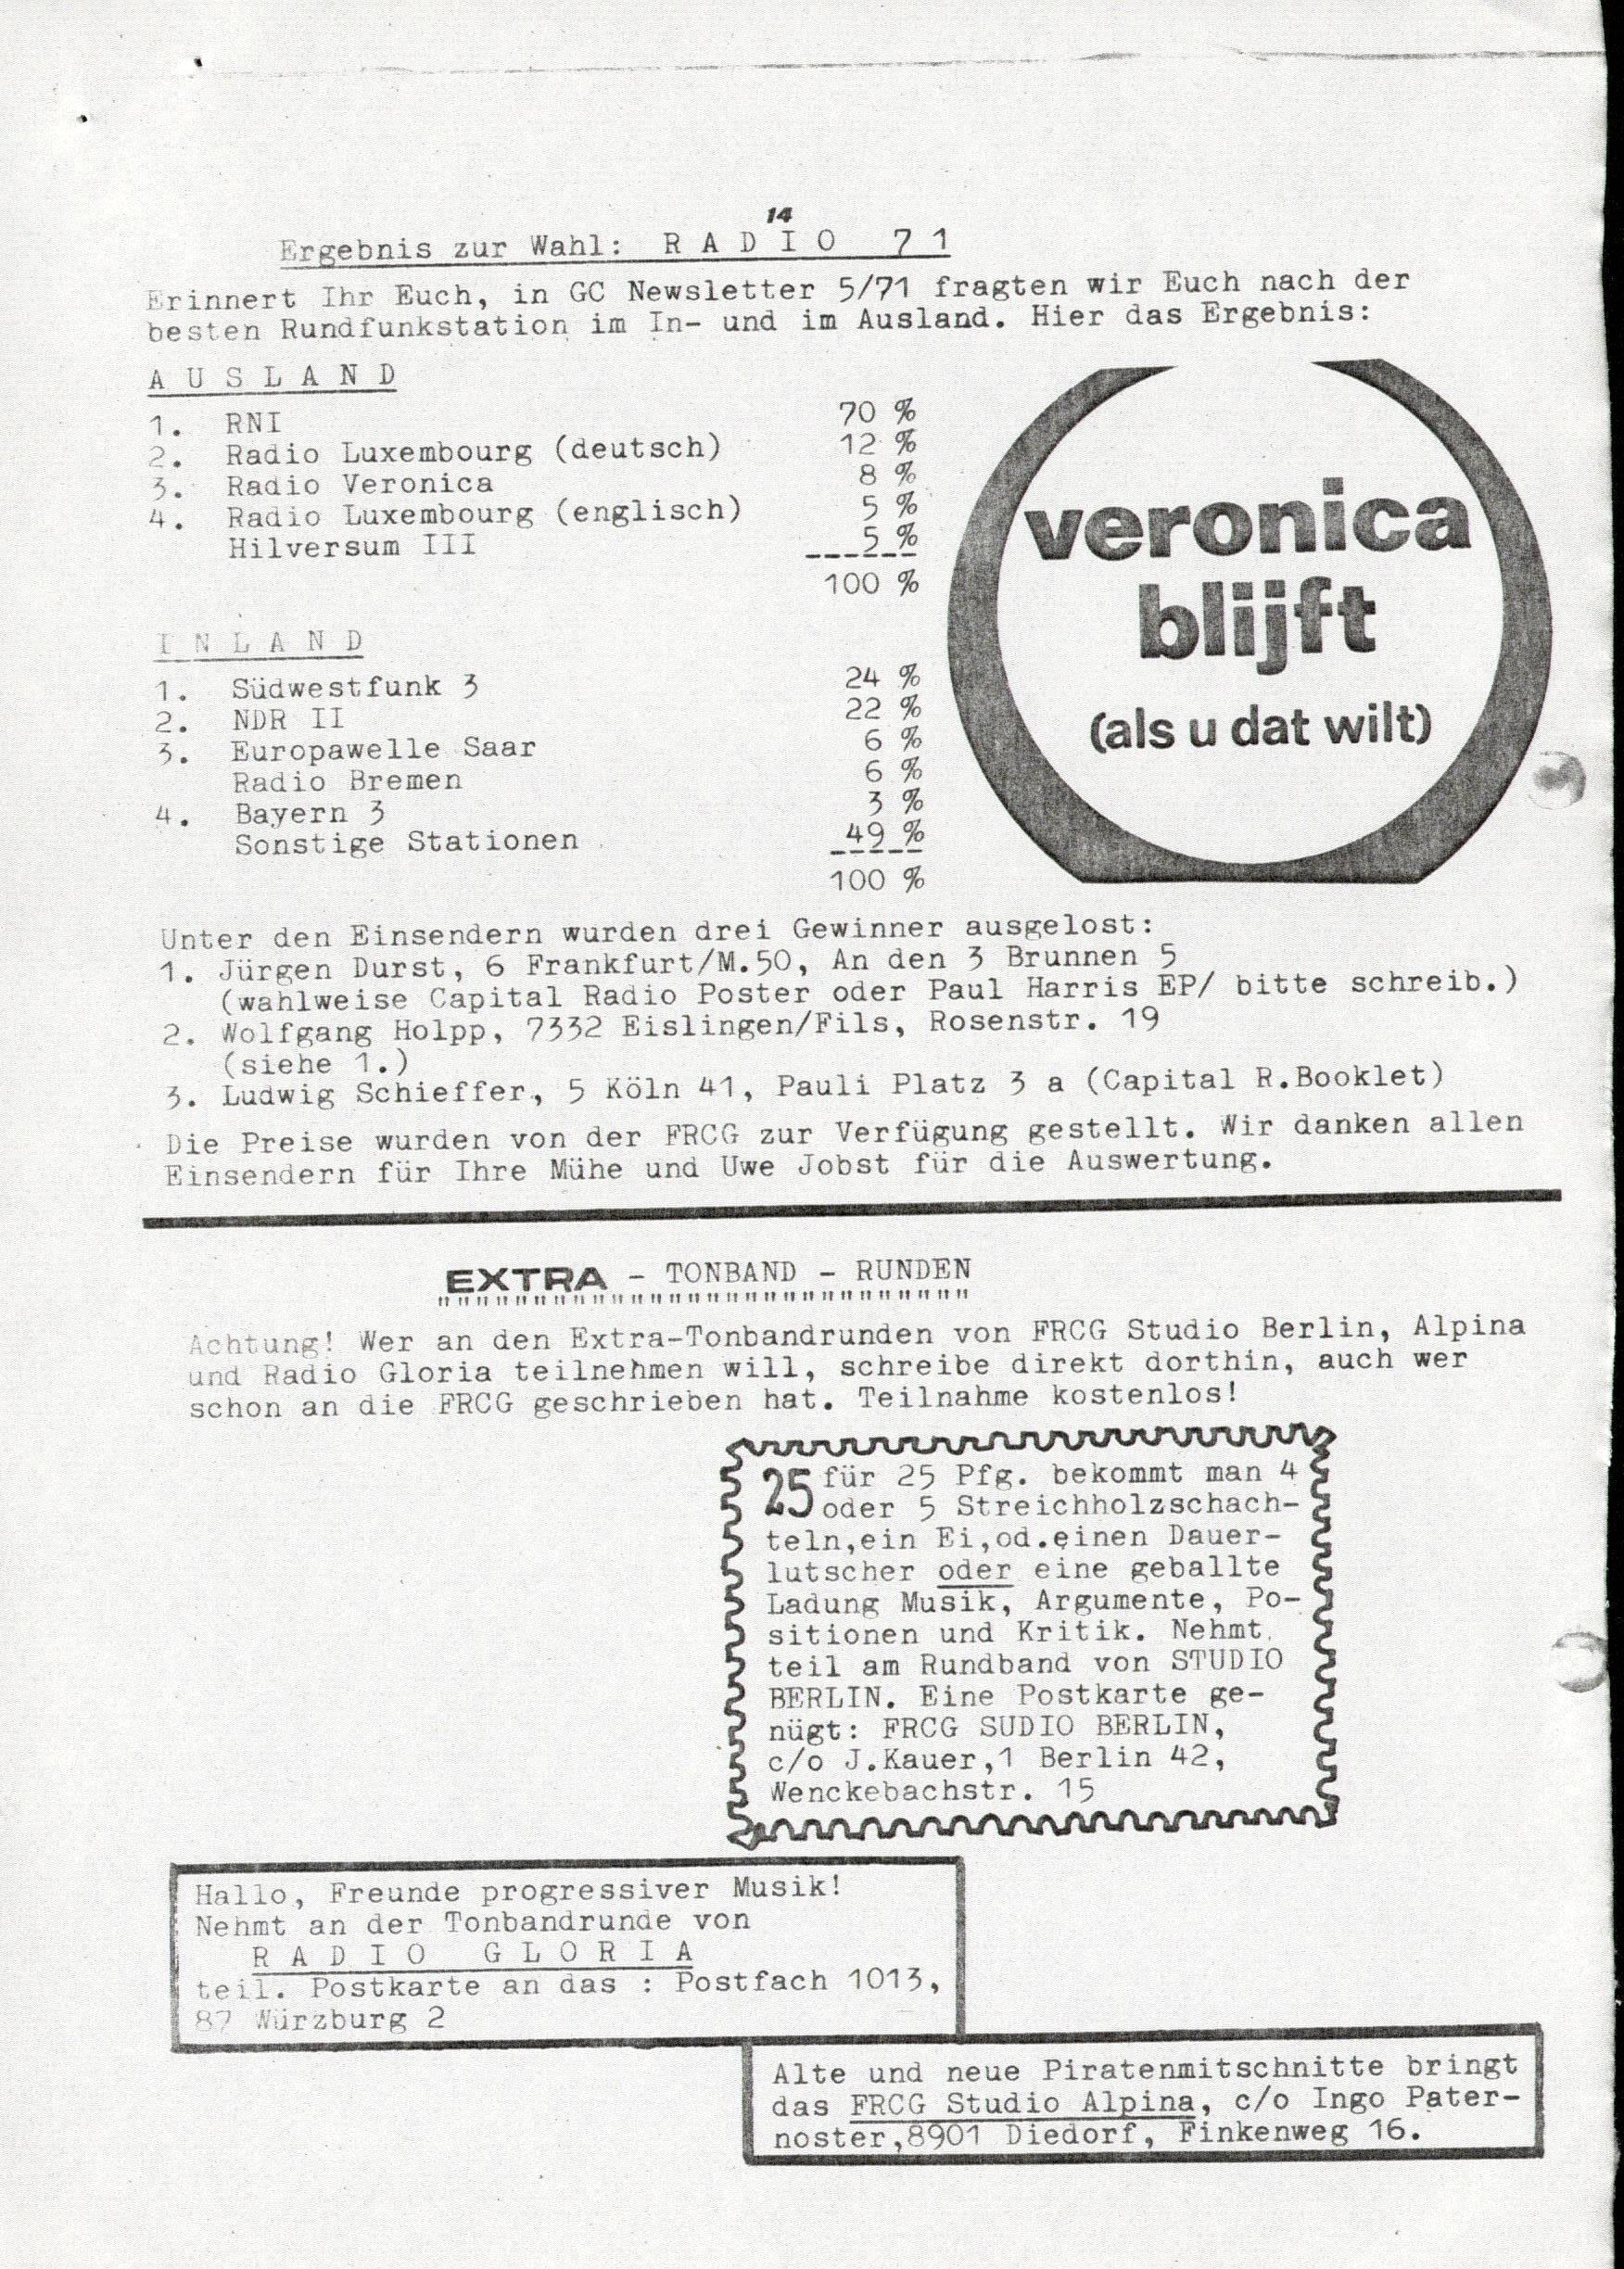 14
Ergebnis zur Wahl: R A D I O 7 1
Erinnert Ihr Euch, in GC Newsletter 5/71 fragten wir Euch nach der
besten Rundfunkstation im In- und im Ausland. Hier das Ergebnis:
A U S L A N D
1. RNI 70 %
2. Radio Luxembourg (deutsch) 12 %
3. Radio Veronica 8 %
4. Radio Luxembourg (englisch) 5 %
Hilversum III 5 %
100 %
veronica
blijft
(als u dat wilt)
I N L A N D
1. Südwestfunk 3 24 %
2. NDR II 22 %
3. Europawelle Saar 6 %
Radio Bremen 6 %
4. Bayern 3 3 %
Sonstige Stationen 49 %
100 %
Unter den Einsendern wurden drei Gewinner ausgelost:
1. Jürgen Durst, 6 Frankfurt/M.50, An den 3 Brunnen 5
(wahlweise Capital Radio Poster oder Paul Harris EP/ bitte schreib.)
2. Wolfgang Holpp, 7332 Eislingen/Fils, Rosenstr. 19
(siehe 1.)
3. Ludwig Schieffer, 5 Köln 41, Pauli Platz 3 a (Capital R.Booklet)
Die Preise wurden von der FRCG zur Verfügung gestellt. Wir danken allen
Einsendern für Ihre Mühe und Uwe Jobst für die Auswertung.
EXTRA - TONBAND - RUNDEN
Achtung! Wer an den Extra-Tonbandrunden von FRCG Studio Berlin, Alpina
und Radio Gloria teilnehmen will, schreibe direkt dorthin, auch wer
schon an die FRCG geschrieben hat. Teilnahme kostenlos!
25 für 25 Pfg. bekommt man 4
oder 5 Streichholzschach-
teln,ein Ei,od.einen Dauer-
lutscher oder eine geballte
Ladung Musik, Argumente, Po-
sitionen und Kritik. Nehmt
teil am Rundband von STUDIO
BERLIN. Eine Postkarte ge-
nügt: FRCG SUDIO BERLIN,
c/o J.Kauer,1 Berlin 42,
Wenckebachstr. 15
Hallo, Freunde progressiver Musik!
Nehmt an der Tonbandrunde von
R A D I O G L O R I A
teil. Postkarte an das : Postfach 1013,
87 Würzburg 2
Alte und neue Piratenmitschnitte bringt
das FRCG Studio Alpina, c/o Ingo Pater-
noster,8901 Diedorf, Finkenweg 16.